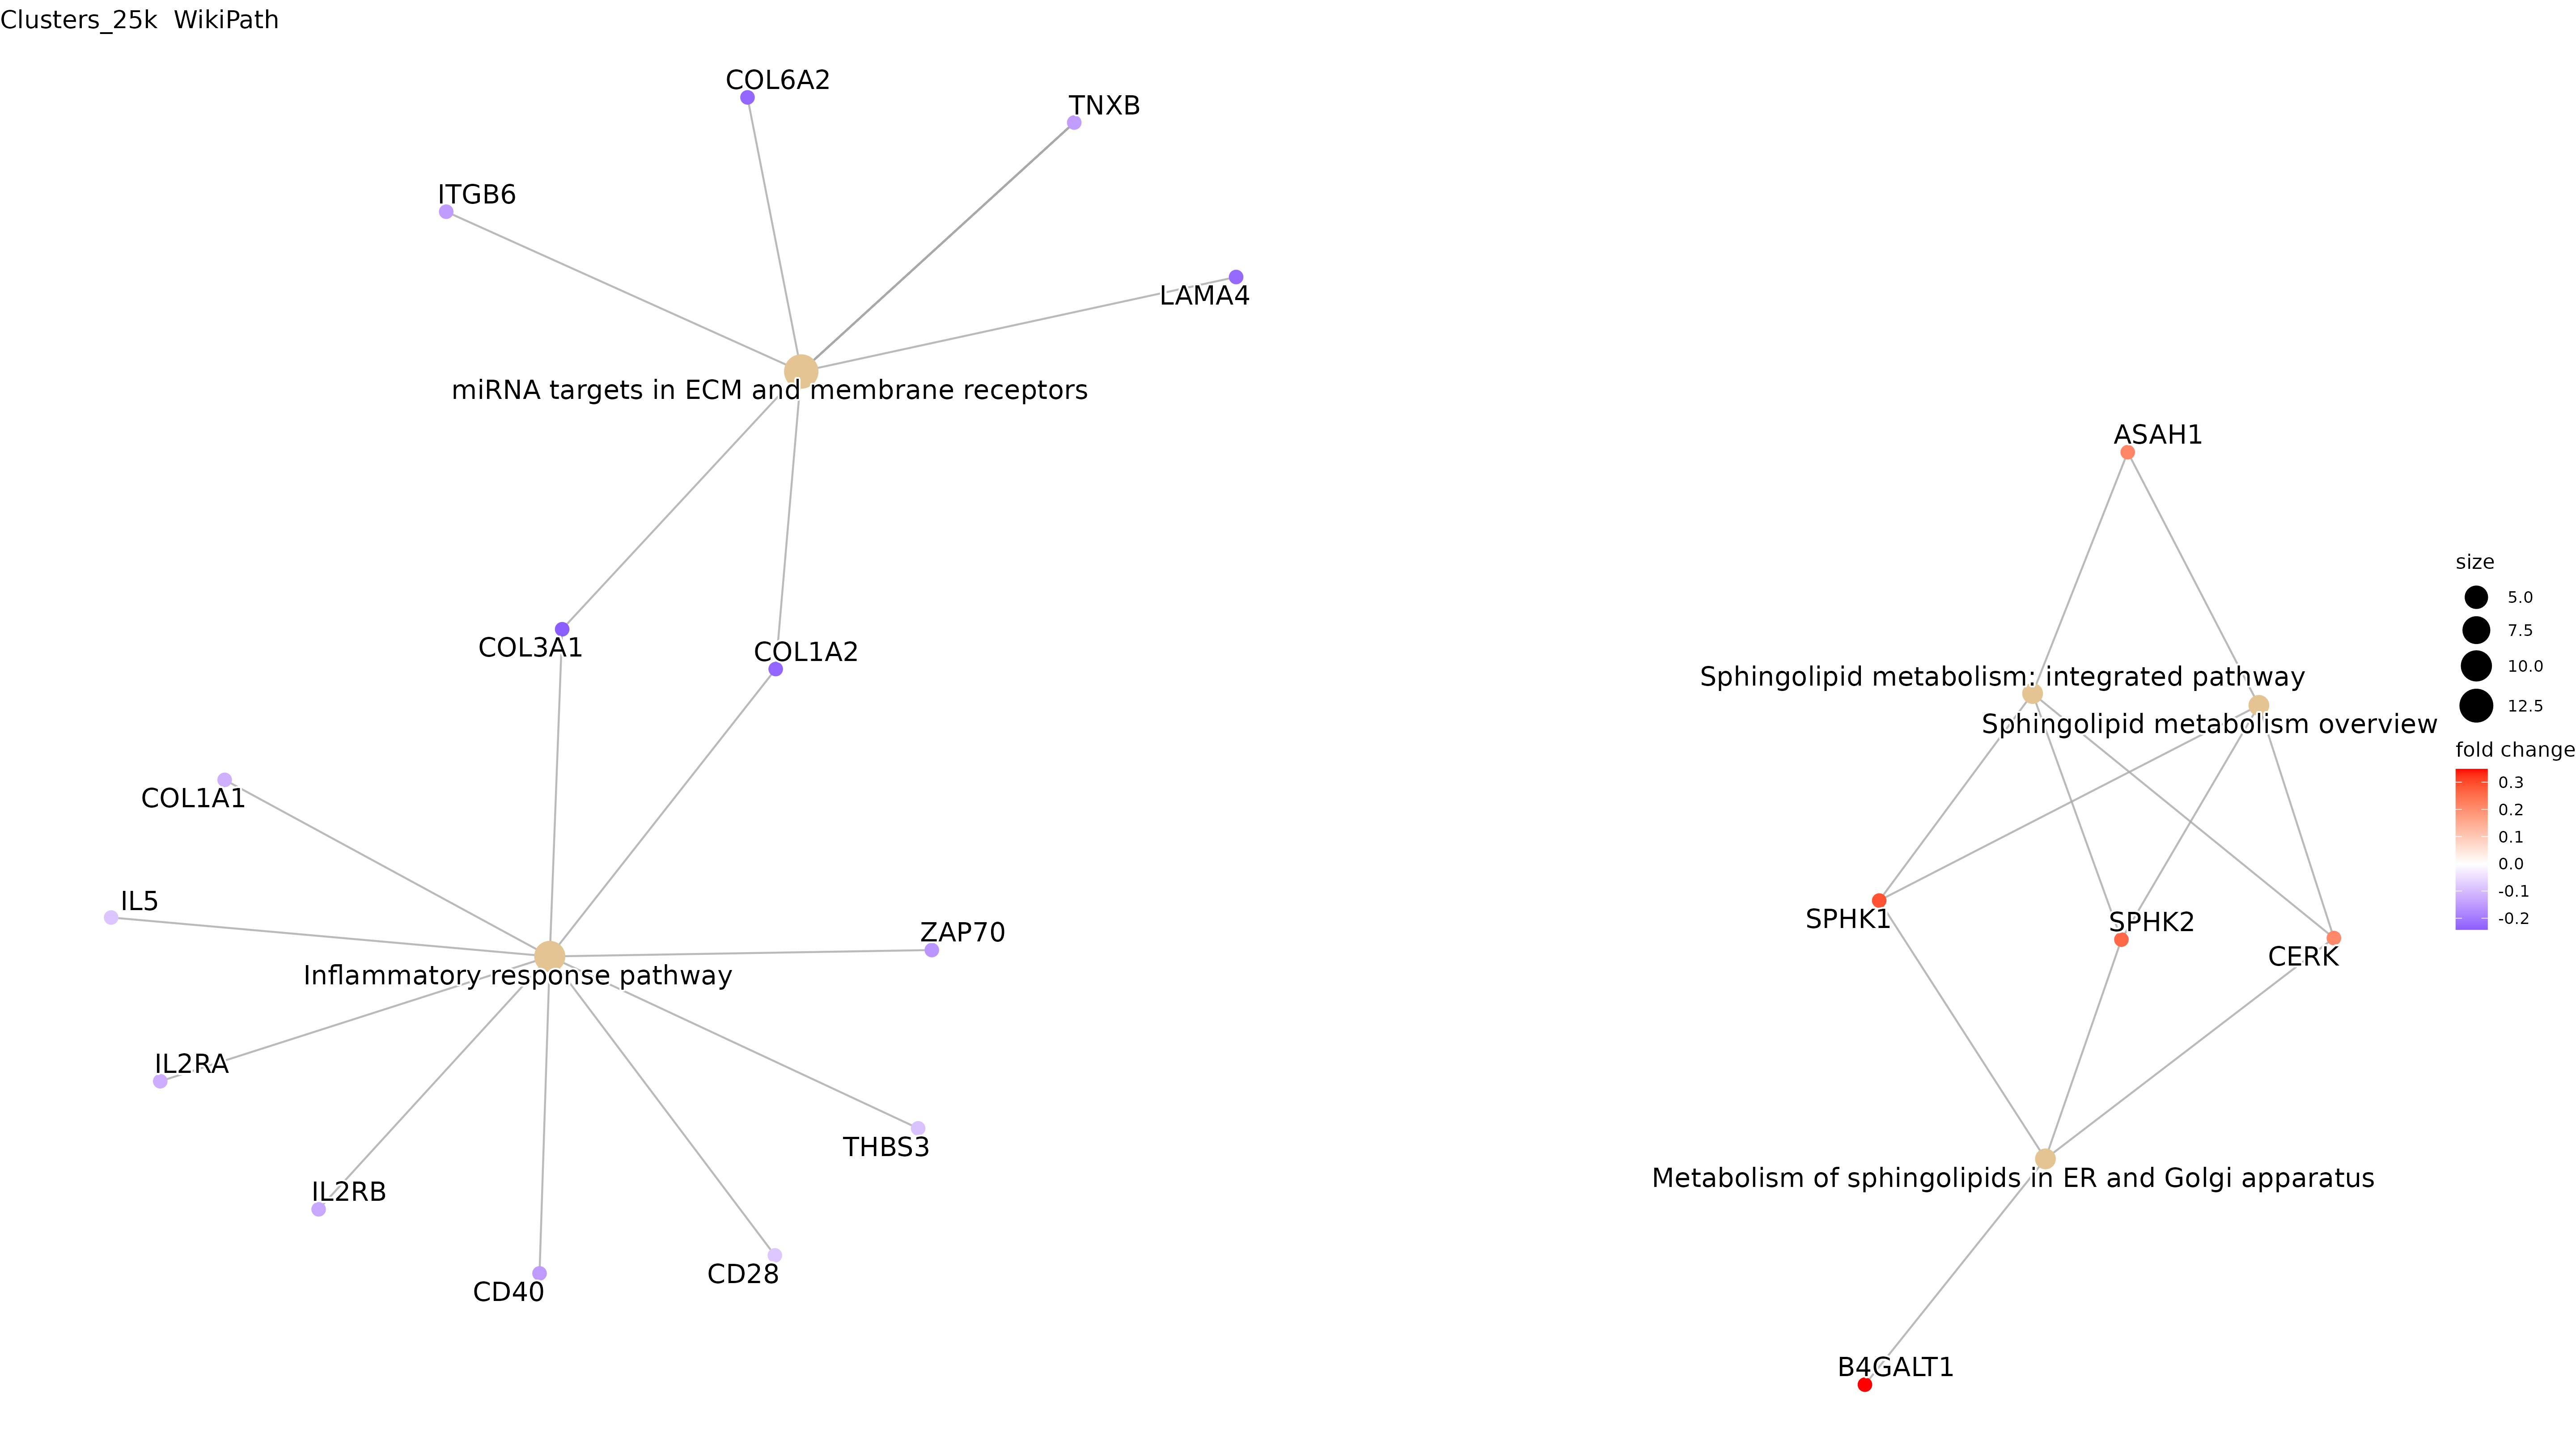 Clusters_25k  WikiPath
COL6A2
TNXB
ITGB6
LAMA4
miRNA targets in ECM and membrane receptors
COL3A1
COL1A2
COL1A1
IL5
ZAP70
Inflammatory response pathway
IL2RA
THBS3
IL2RB
CD28
CD40
ASAH1
Sphingolipid metabolism: integrated pathway
Sphingolipid metabolism overview
SPHK1
SPHK2
CERK
Metabolism of sphingolipids in ER and Golgi apparatus
B4GALT1
size
5.0
7.5
10.0
12.5
fold change
0.3
0.2
0.1
0.0
-0.1
-0.2